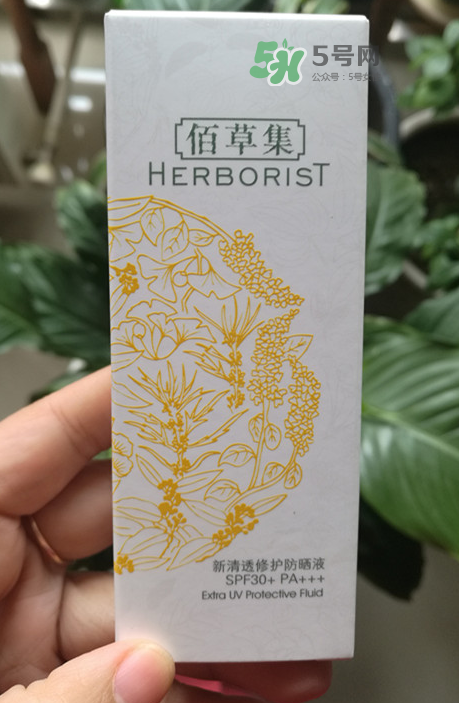 5号网
公众号:5号女
佰草集
HERBORIST
新清透修护防晒液
SPF30+ PA+++
Extra UV Protective Fluid